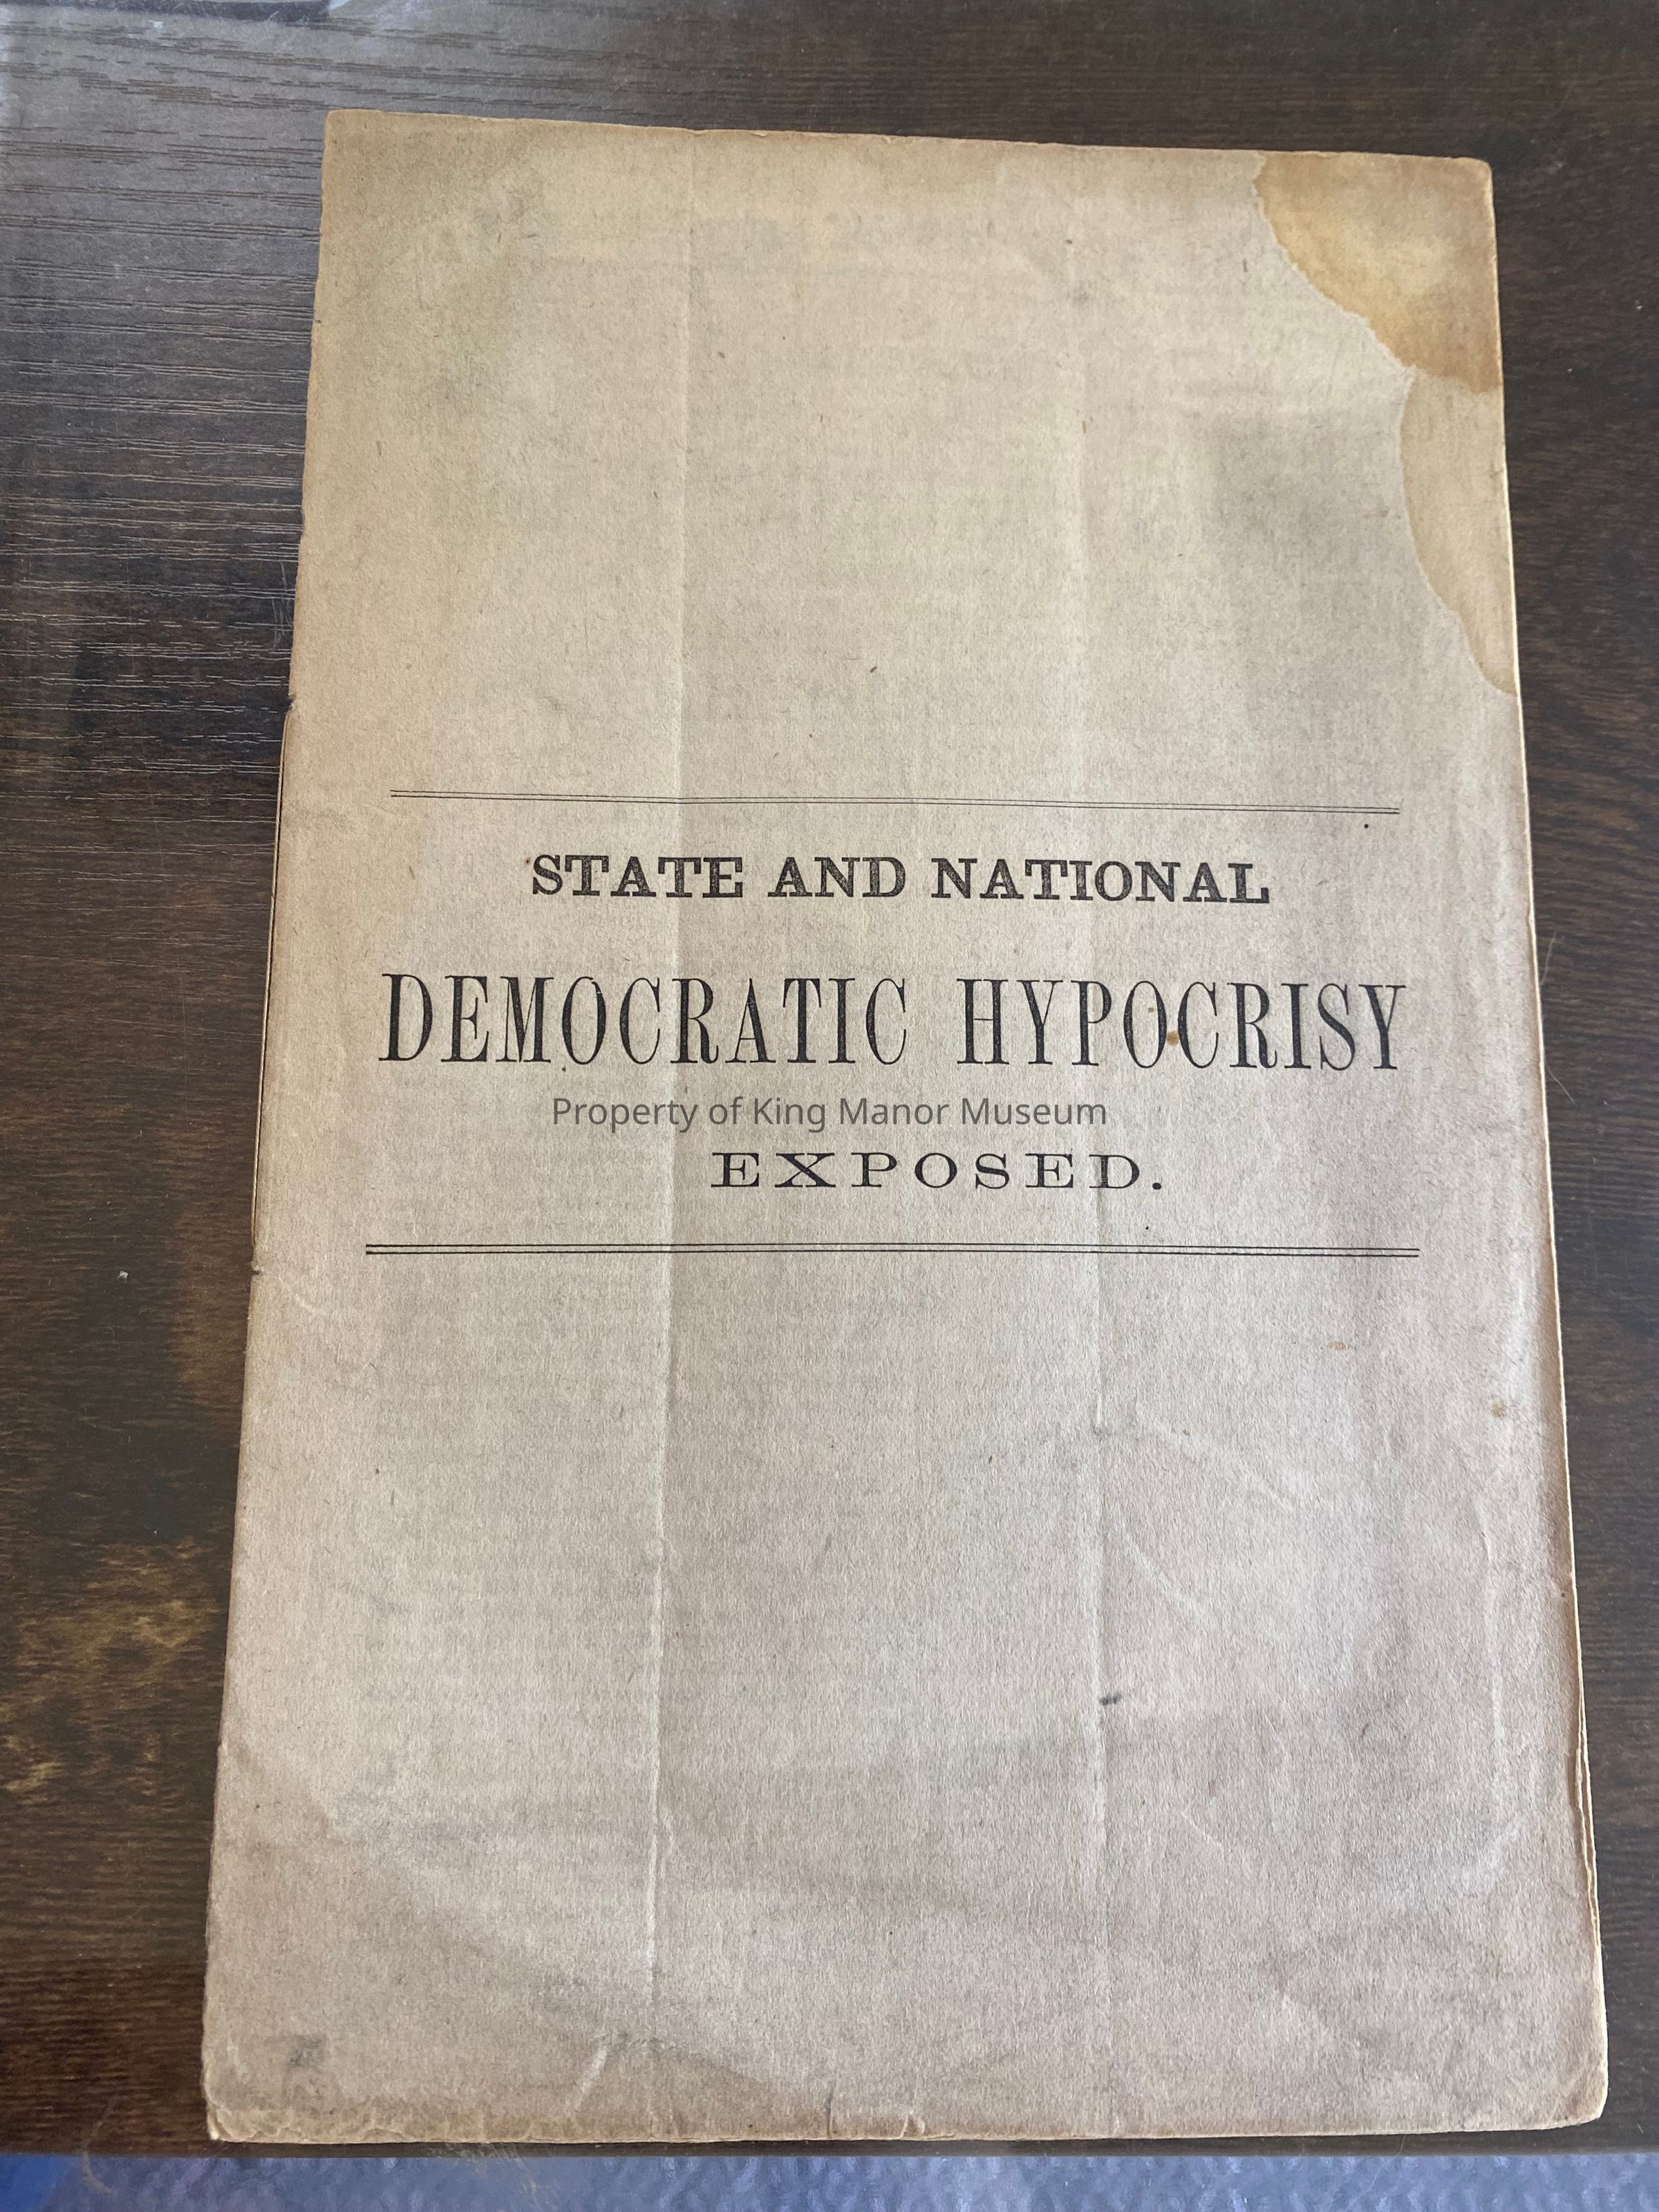 STATE AND NATIONAL
DEMOCRATIC HYPOCRISY
Property of King Manor Museum
EXPOSED.